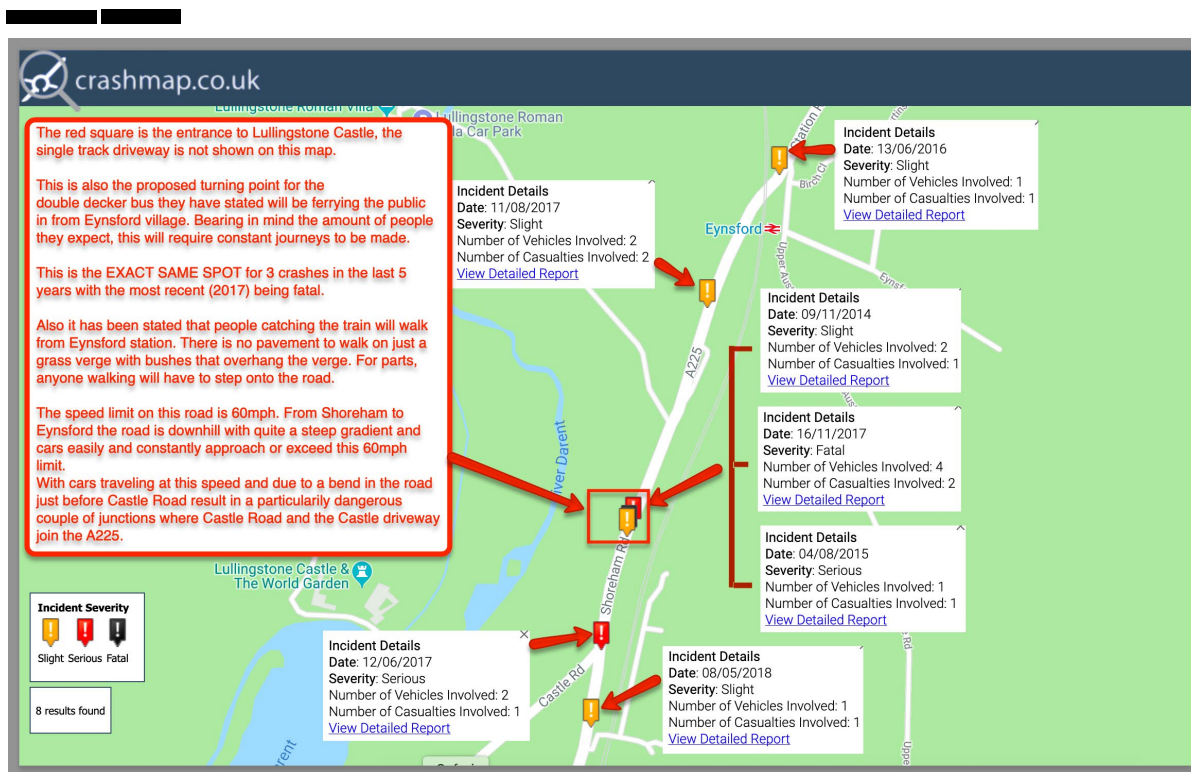 crashmap.co.uk
Lullingstone Roman Villa
Lullingstone Roman
Villa Car Park
The red square is the entrance to Lullingstone Castle, the
single track driveway is not shown on this map.
This is also the proposed turning point for the
double decker bus they have stated will be ferrying the public
in from Eynsford village. Bearing in mind the amount of people
they expect, this will require constant journeys to be made.
This is the EXACT SAME SPOT for 3 crashes in the last 5
years with the most recent (2017) being fatal.
Also it has been stated that people catching the train will walk
from Eynsford station. There is no pavement to walk on just a
grass verge with bushes that overhang the verge. For parts,
anyone walking will have to step onto the road.
The speed limit on this road is 60mph. From Shoreham to
Eynsford the road is downhill with quite a steep gradient and
cars easily and constantly approach or exceed this 60mph
limit.
With cars traveling at this speed and due to a bend in the road
just before Castle Road result in a particularily dangerous
couple of junctions where Castle Road and the Castle driveway
join the A225.
Incident Details
Date: 11/08/2017
Severity: Slight
Number of Vehicles Involved: 2
Number of Casualties Involved: 2
View Detailed Report
Station R
Birch Cl
Incident Details
Date: 13/06/2016
Severity: Slight
Number of Vehicles Involved: 1
Number of Casualties Involved: 1
View Detailed Report
Eynsford
Upper Aus
Eynsf
Incident Details
Date: 09/11/2014
Severity: Slight
Number of Vehicles Involved: 2
Number of Casualties Involved: 1
View Detailed Report
A225
Aus
Incident Details
Date: 16/11/2017
Severity: Fatal
Number of Vehicles Involved: 4
Number of Casualties Involved: 2
View Detailed Report
iver Darent
Incident Details
Date: 04/08/2015
Severity: Serious
Number of Vehicles Involved: 1
Number of Casualties Involved: 1
View Detailed Report
Shoreham Rd
Lullingstone Castle &
The World Garden
Incident Severity
Slight Serious Fatal
8 results found
Incident Details
Date: 12/06/2017
Severity: Serious
Number of Vehicles Involved: 2
Number of Casualties Involved: 1
View Detailed Report
Castle Rd
Incident Details
Date: 08/05/2018
Severity: Slight
Number of Vehicles Involved: 1
Number of Casualties Involved: 1
View Detailed Report
Rd
Uppe
arent